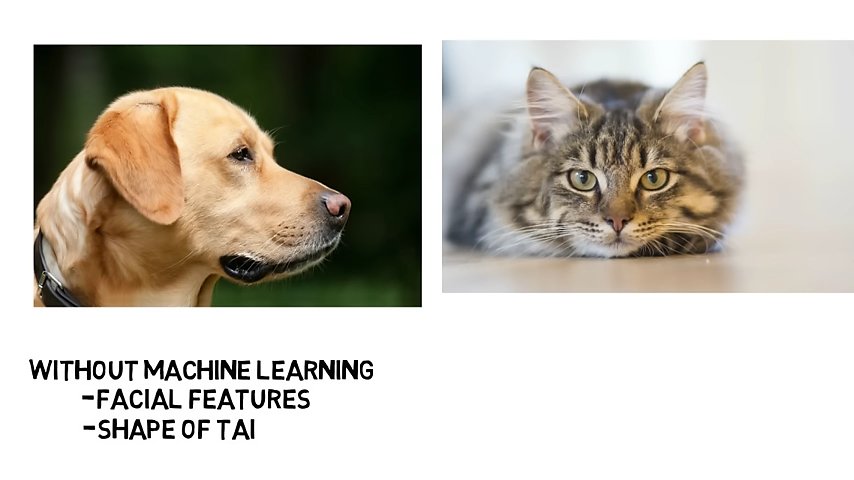 WITHOUT MACHINE LEARNING
-FACIAL FEATURES
-SHAPE OF TAI